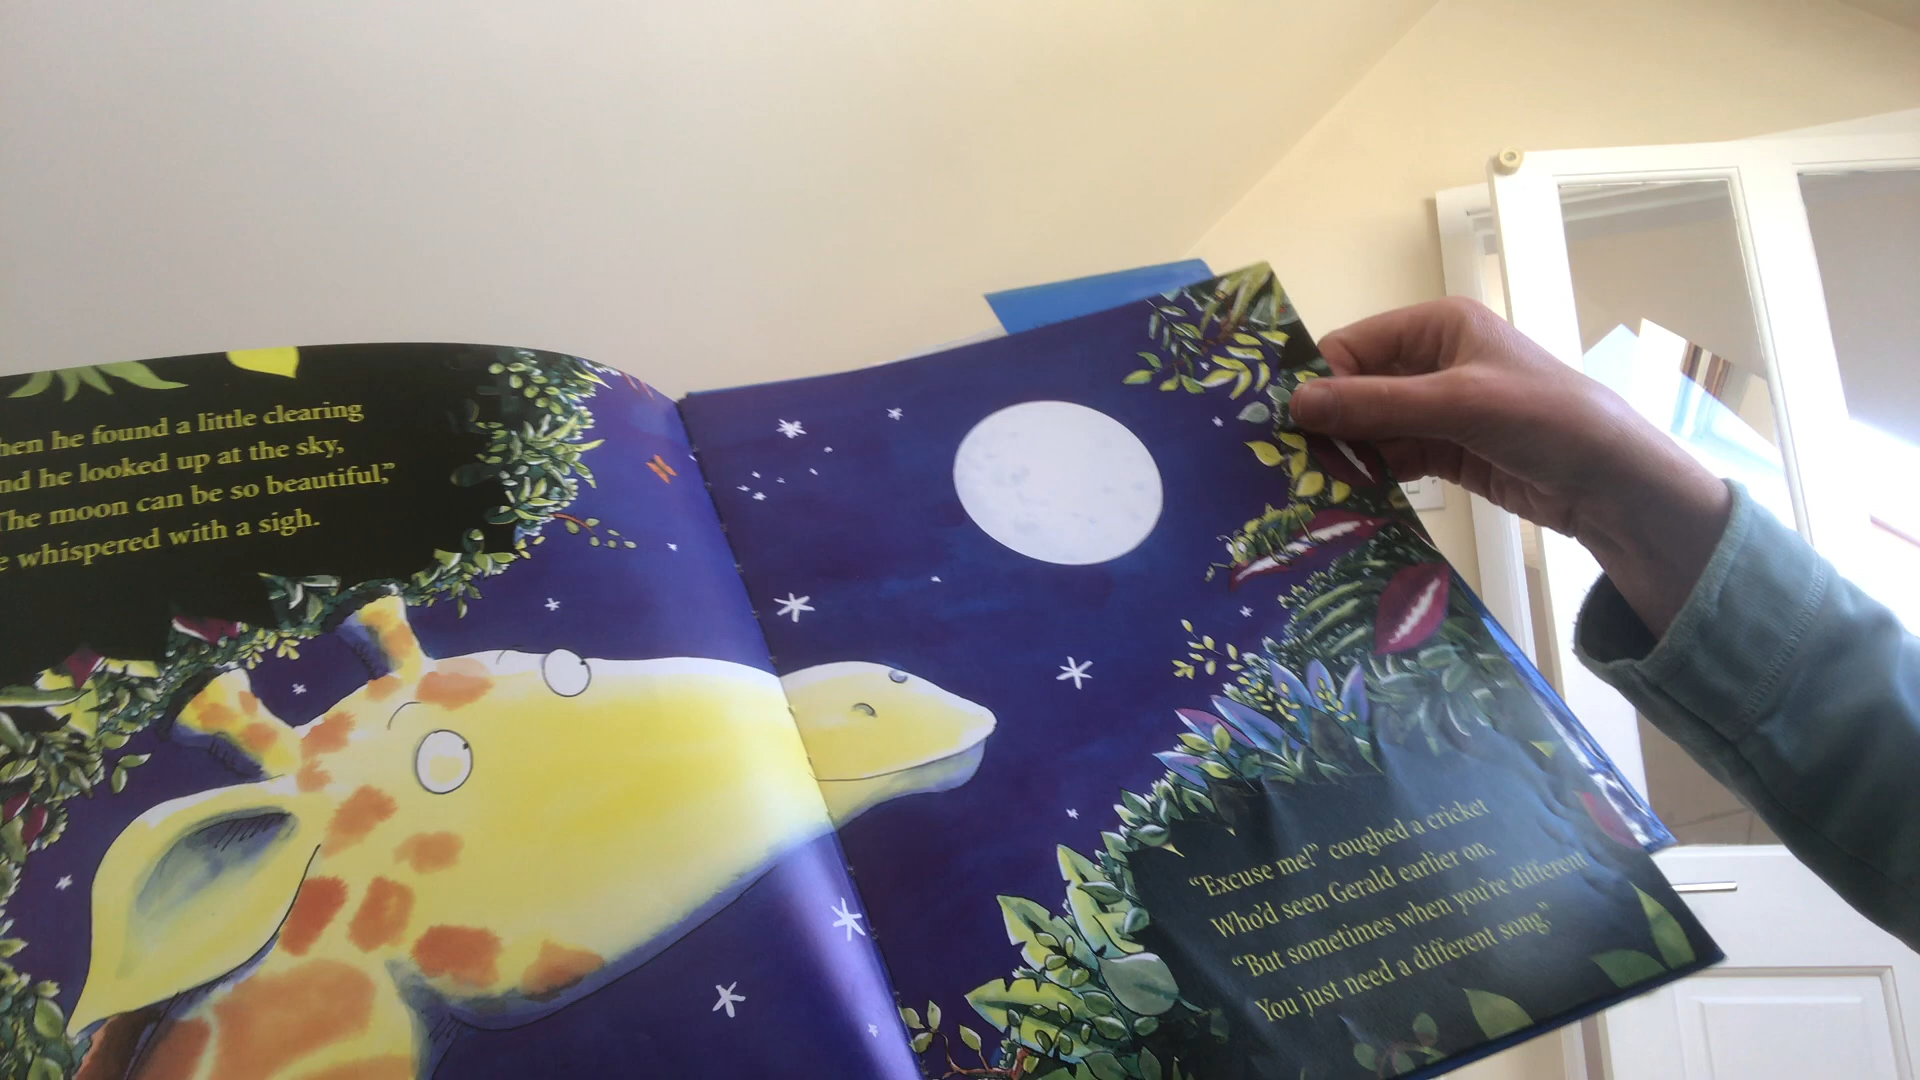 hen he found a little clearing
nd he looked up at the sky,
The moon can be so beautiful,”
e whispered with a sigh.
“Excuse me!” coughed a cricket
Who’d seen Gerald earlier on,
“But sometimes when you’re different
You just need a different song.”